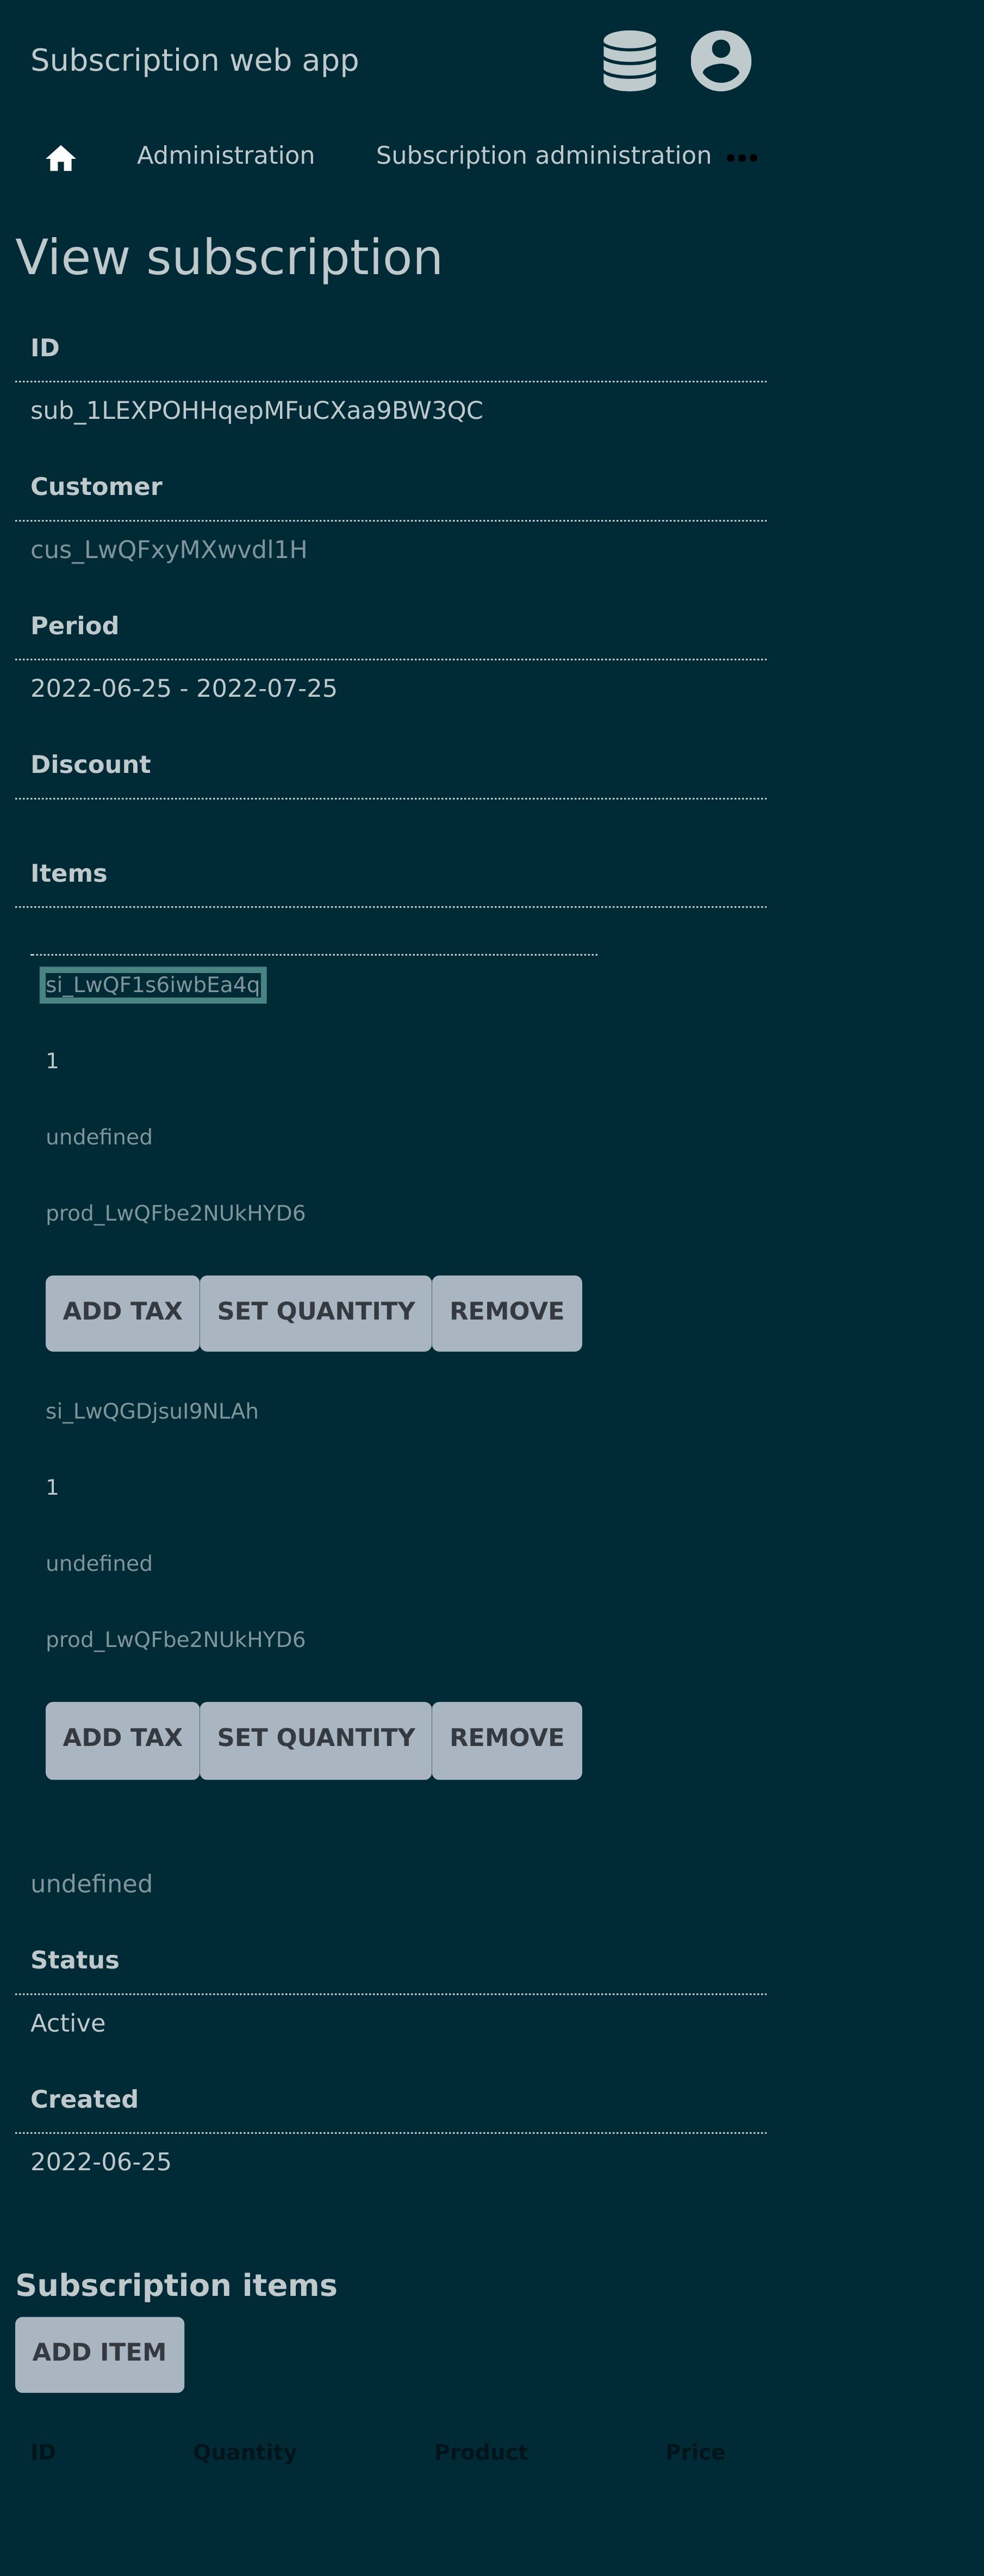 Subscription web app
Administration Subscription administration
View subscription
ID
sub_1LEXPOHHqepMFuCXaa9BW3QC
Customer
cus_LwQFxyMXwvdl1H
Period
2022-06-25 - 2022-07-25
Discount
Items
si_LwQF1s6iwbEa4q
1
undefined
prod_LwQFbe2NUkHYD6
ADD TAX SET QUANTITY REMOVE
si_LwQGDjsuI9NLAh
1
undefined
prod_LwQFbe2NUkHYD6
ADD TAX SET QUANTITY REMOVE
undefined
Status
Active
Created
2022-06-25
Subscription items
ADD ITEM
ID Quantity Product Price